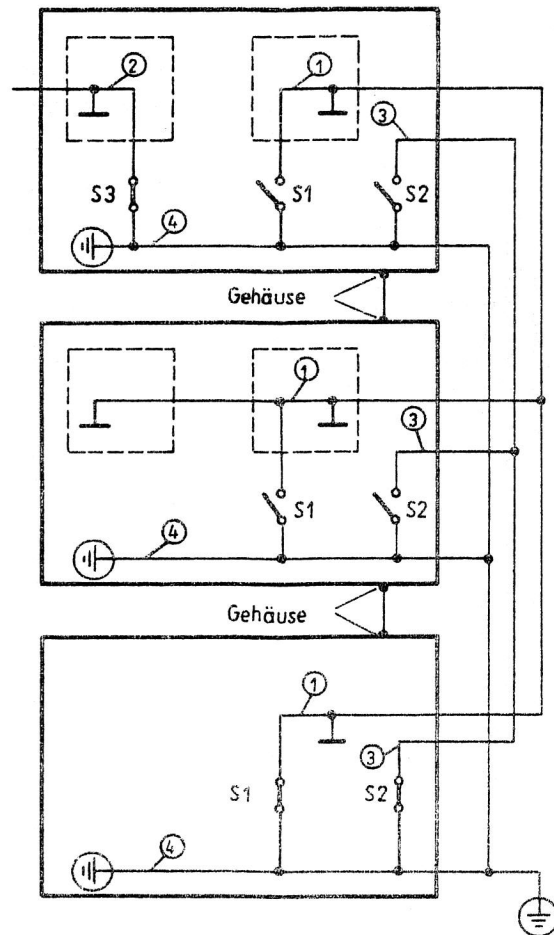 ② ①
③
S3 S1 S2
④
Gehäuse
①
③
S1 S2
④
Gehäuse
①
③
S1 S2
④